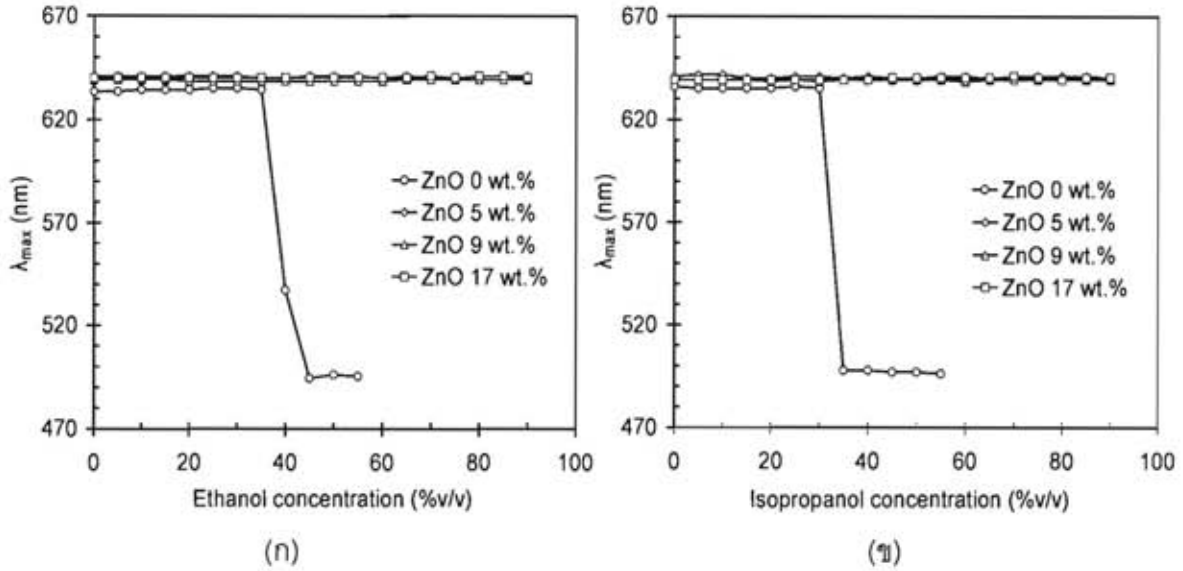 670
620
570
520
470
λmax (nm)
ZnO 0 wt.%
ZnO 5 wt.%
ZnO 9 wt.%
ZnO 17 wt.%
0 20 40 60 80 100
Ethanol concentration (%v/v)
(ก)
670
620
570
520
470
λmax (nm)
ZnO 0 wt.%
ZnO 5 wt.%
ZnO 9 wt.%
ZnO 17 wt.%
0 20 40 60 80 100
Isopropanol concentration (%v/v)
(ข)